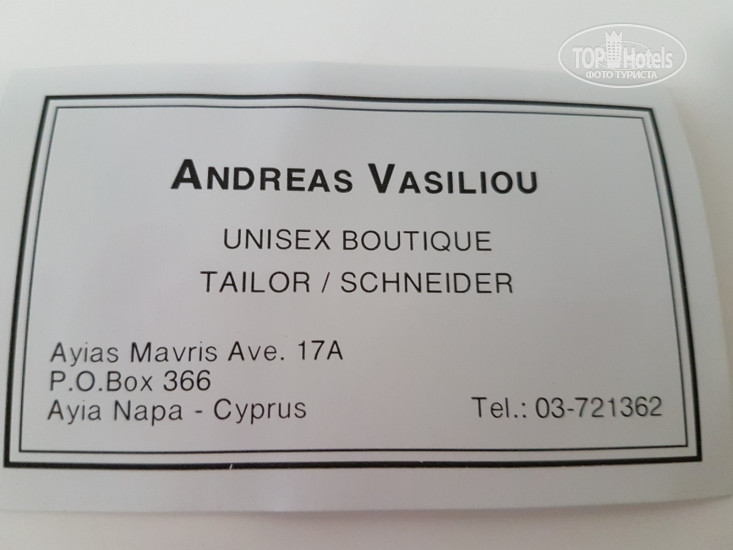 TOP Hotels
ФОТО ТУРИСТА
ANDREAS VASILIOU
UNISEX BOUTIQUE
TAILOR / SCHNEIDER
Ayias Mavris Ave. 17A
P.O.Box 366
Ayia Napa - Cyprus
Tel.: 03-721362